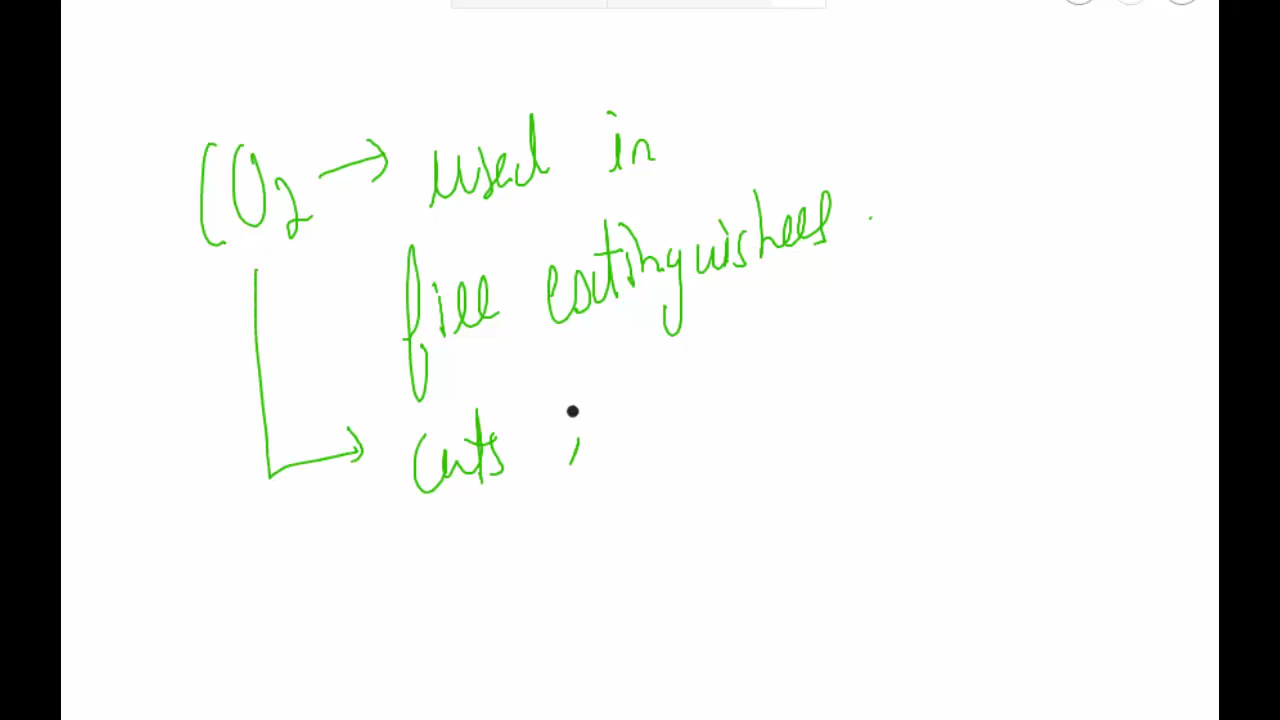 CO2 → used in
fire extinguishers.
→ cuts